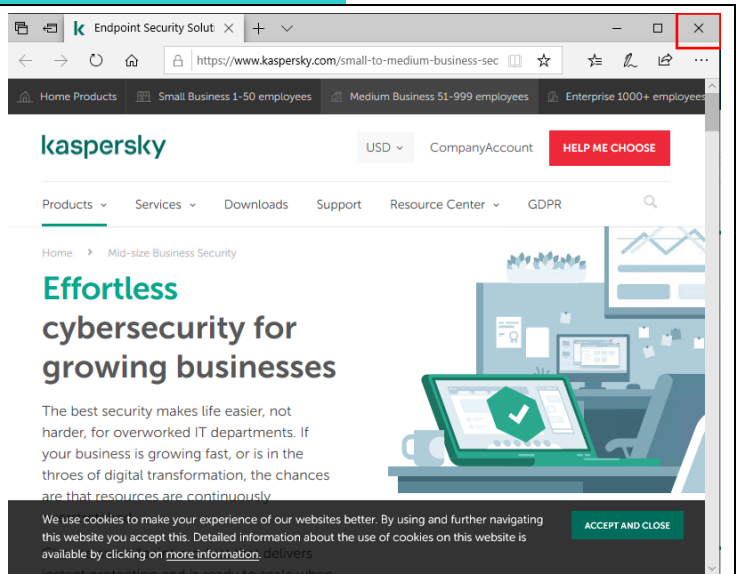 Endpoint Security Soluti
https://www.kaspersky.com/small-to-medium-business-sec
Home Products Small Business 1-50 employees Medium Business 51-999 employees Enterprise 1000+ employees
kaspersky USD CompanyAccount HELP ME CHOOSE
Products Services Downloads Support Resource Center GDPR
Home > Mid-size Business Security
Effortless
cybersecurity for
growing businesses
The best security makes life easier, not
harder, for overworked IT departments. If
your business is growing fast, or is in the
throes of digital transformation, the chances
are that resources are continuously
We use cookies to make your experience of our websites better. By using and further navigating
this website you accept this. Detailed information about the use of cookies on this website is
available by clicking on more information.
ACCEPT AND CLOSE
delivers